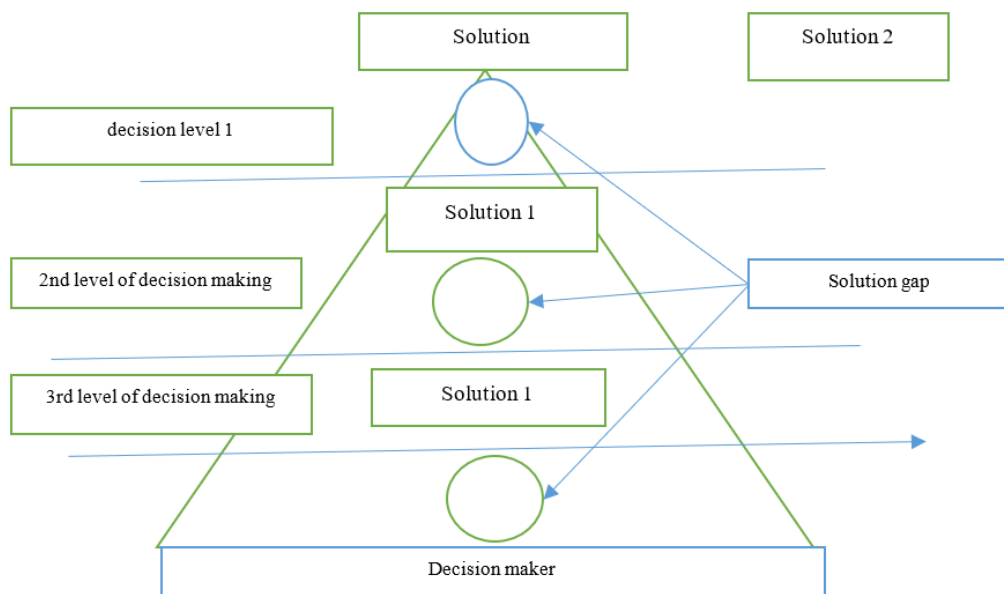 Solution
Solution 2
decision level 1
Solution 1
2nd level of decision making
Solution gap
3rd level of decision making
Solution 1
Decision maker